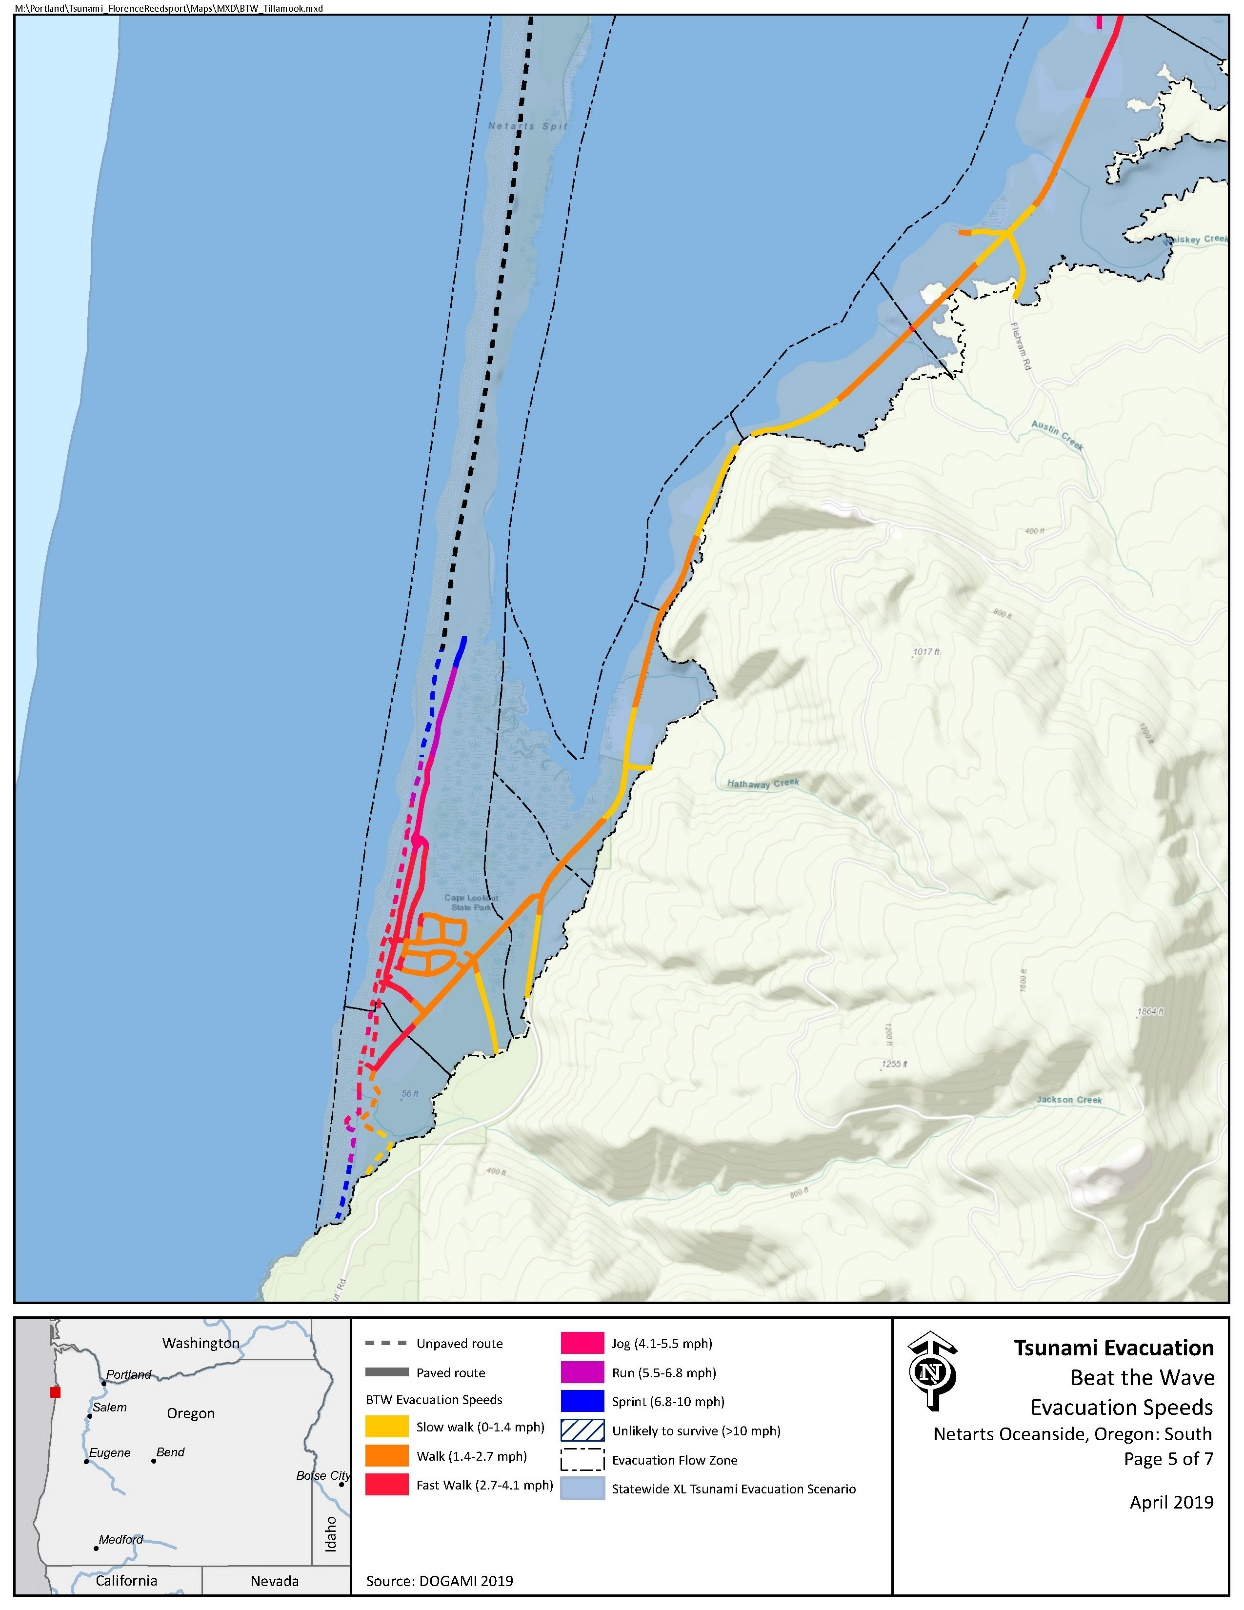 M:\Portland\Tsunami_FlorenceReedsport\Maps\MXD\BTW_Tillamook.mxd
Netarts Spit
Whiskey Creek
Flishram Rd
Austin Creek
400 ft
800 ft
1017 ft
1200 ft
Hathaway Creek
Cape Lookout
State Park
1600 ft
1864 ft
1200 ft
1255 ft
56 ft
Jackson Creek
400 ft
800 ft
Rd
Washington
Portland
Salem
Oregon
Eugene
Bend
Boise City
Idaho
Medford
California
Nevada
Unpaved route
Paved route
BTW Evacuation Speeds
Slow walk (0-1.4 mph)
Walk (1.4-2.7 mph)
Fast Walk (2.7-4.1 mph)
Jog (4.1-5.5 mph)
Run (5.5-6.8 mph)
Sprint (6.8-10 mph)
Unlikely to survive (>10 mph)
Evacuation Flow Zone
Statewide XL Tsunami Evacuation Scenario
Source: DOGAMI 2019
N
Tsunami Evacuation
Beat the Wave
Evacuation Speeds
Netarts Oceanside, Oregon: South
Page 5 of 7
April 2019